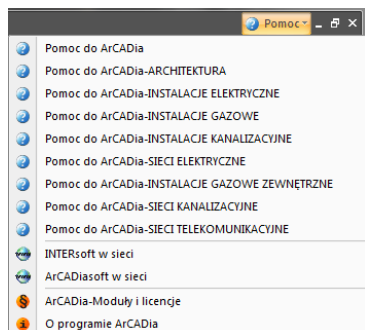 Pomoc
Pomoc do ArCADia
Pomoc do ArCADia-ARCHITEKTURA
Pomoc do ArCADia-INSTALACJE ELEKTRYCZNE
Pomoc do ArCADia-INSTALACJE GAZOWE
Pomoc do ArCADia-INSTALACJE KANALIZACYJNE
Pomoc do ArCADia-SIECI ELEKTRYCZNE
Pomoc do ArCADia-INSTALACJE GAZOWE ZEWNĘTRZNE
Pomoc do ArCADia-SIECI KANALIZACYJNE
Pomoc do ArCADia-SIECI TELEKOMUNIKACYJNE
INTERsoft w sieci
ArCADiasoft w sieci
ArCADia-Moduły i licencje
O programie ArCADia